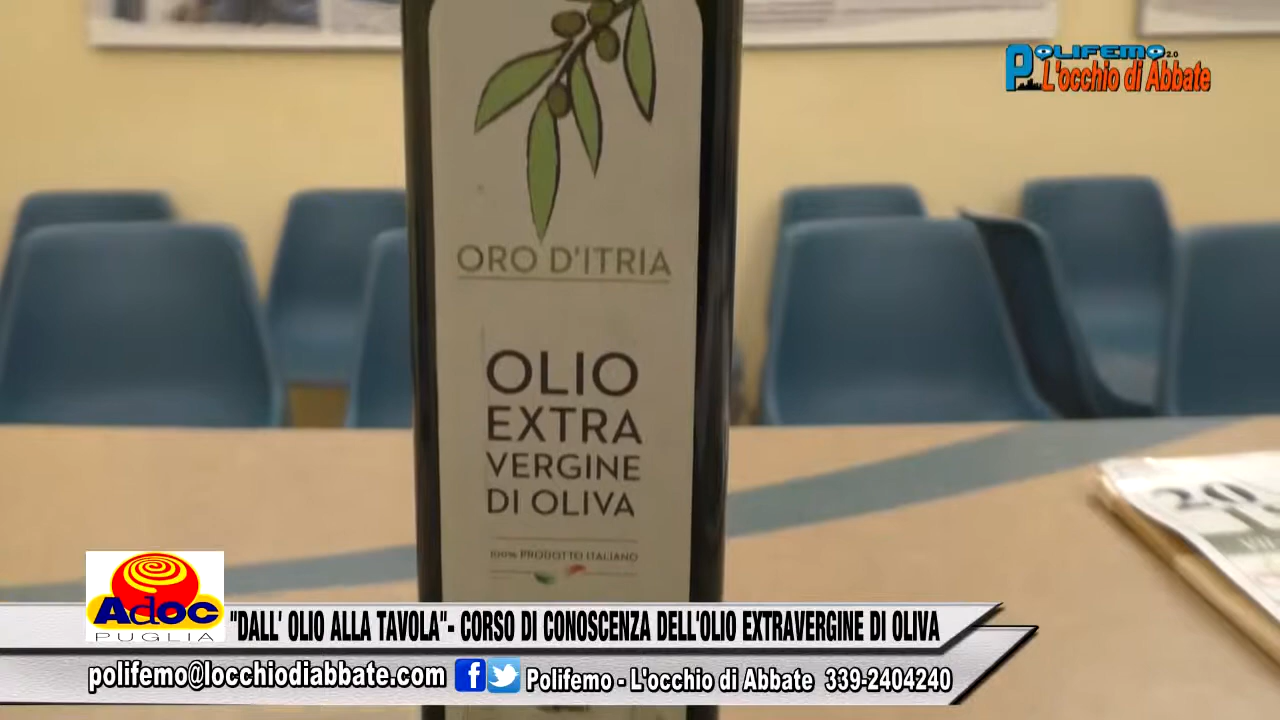 POLIFEMO 2.0
L'occhio di Abbate
ORO D'ITRIA
OLIO
EXTRA
VERGINE
DI OLIVA
100% PRODOTTO ITALIANO
20
Adoc
PUGLIA
"DALL' OLIO ALLA TAVOLA"- CORSO DI CONOSCENZA DELL'OLIO EXTRAVERGINE DI OLIVA
polifemo@locchiodiabbate.com
Polifemo - L'occhio di Abbate 339-2404240